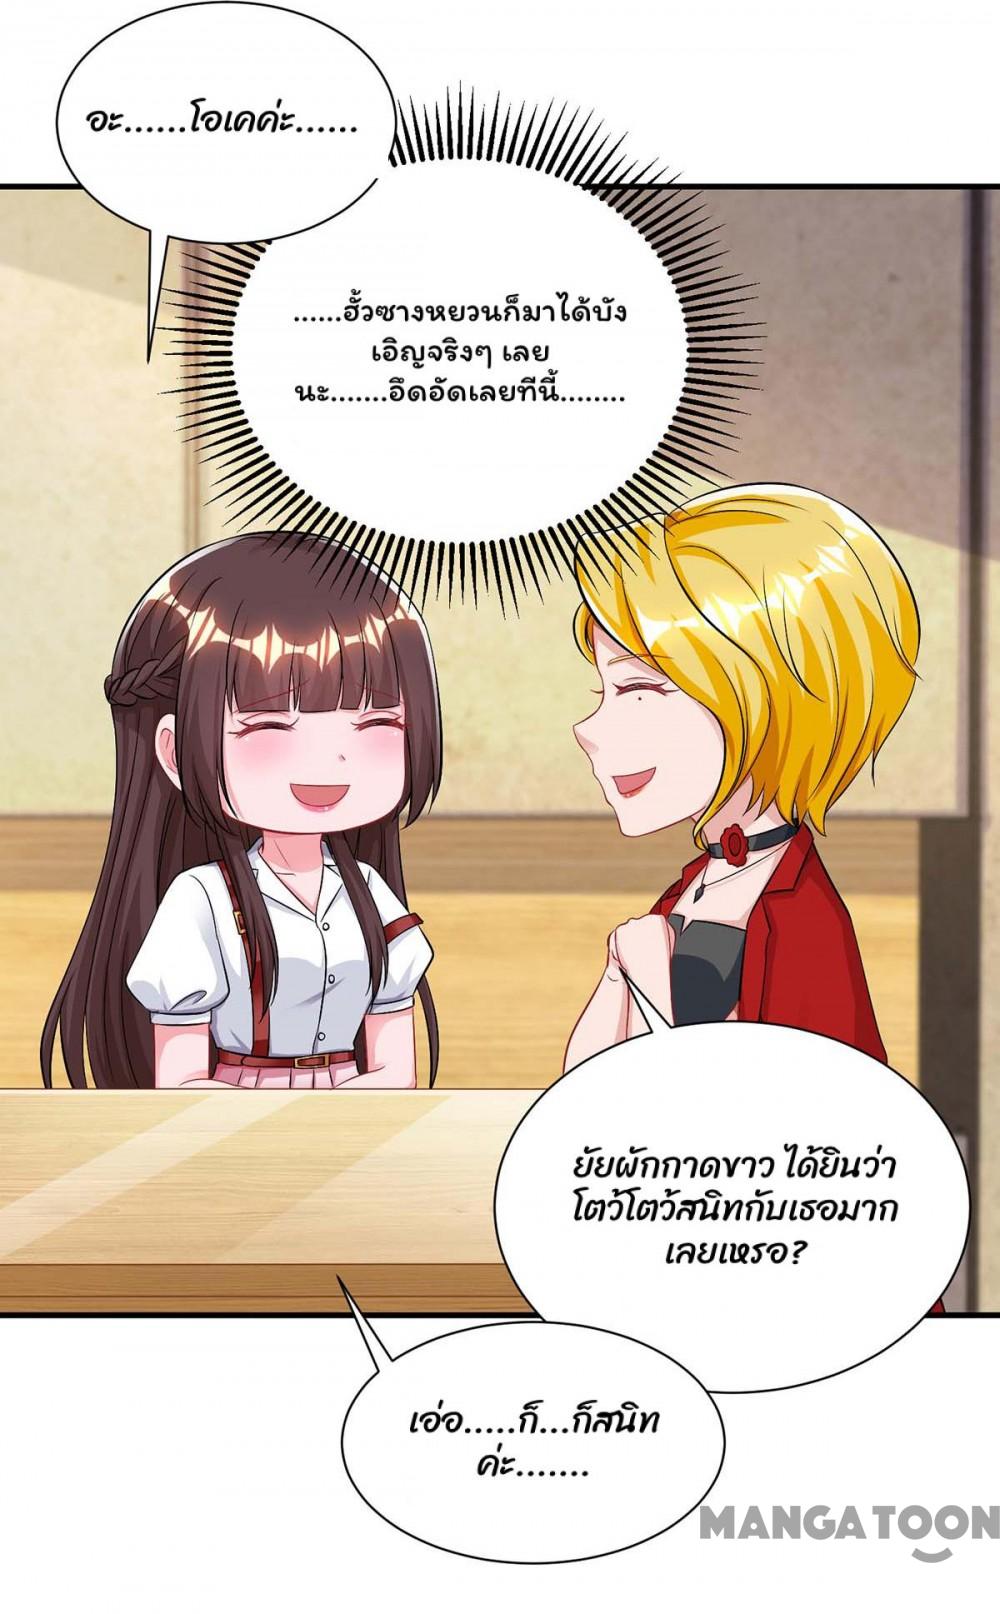 อะ......โอเคค่ะ......
......ฮั้วซางหยวนก็มาได้บัง
เอิญจริงๆ เลย
นะ.......อึดอัดเลยทีนี้........
ยัยผักกาดขาว ได้ยินว่า
โตว้โตว้สนิทกับเธอมาก
เลยเหรอ?
เอ่อ.....ก็...ก็สนิท
ค่ะ.......
MANGATOON